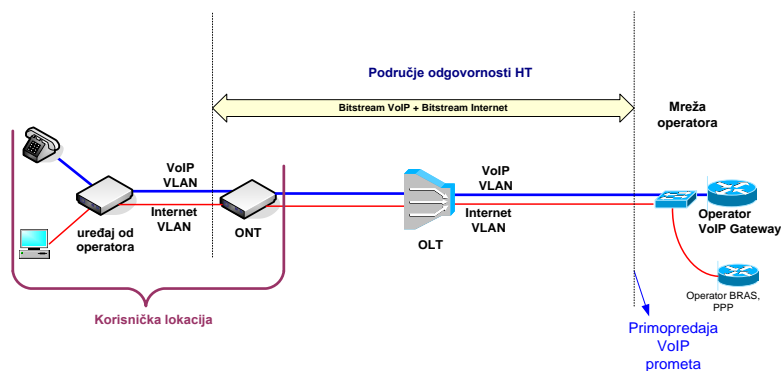 Područje odgovornosti HT
Bitstream VoIP + Bitstream Internet
Mreža
operatora
VoIP
VLAN
Internet
VLAN
uređaj od
operatora
ONT
VoIP
VLAN
Internet
VLAN
OLT
Operator
VoIP Gateway
Operator BRAS,
PPP
Korisnička lokacija
Primopredaja
VoIP
prometa